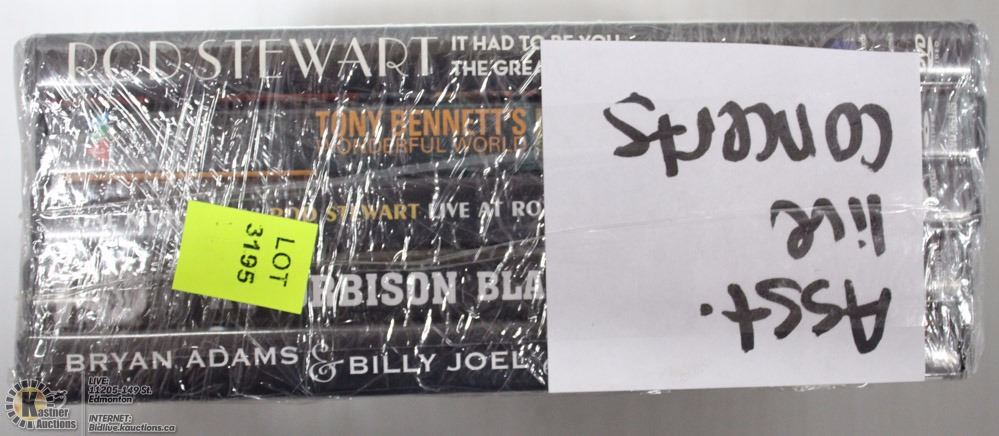 ROD STEWART IT HAD TO BE YOU
THE GREA
TONY BENNETT'S
WONDERFUL WORLD
ROD STEWART LIVE AT RO
RBISON BLA
BRYAN ADAMS & BILLY JOEL
LOT
3195
Asst.
live
concerts
Kastner
Auctions
LIVE:
11205-149 St.
Edmonton
INTERNET:
Bidlive.kauctions.ca